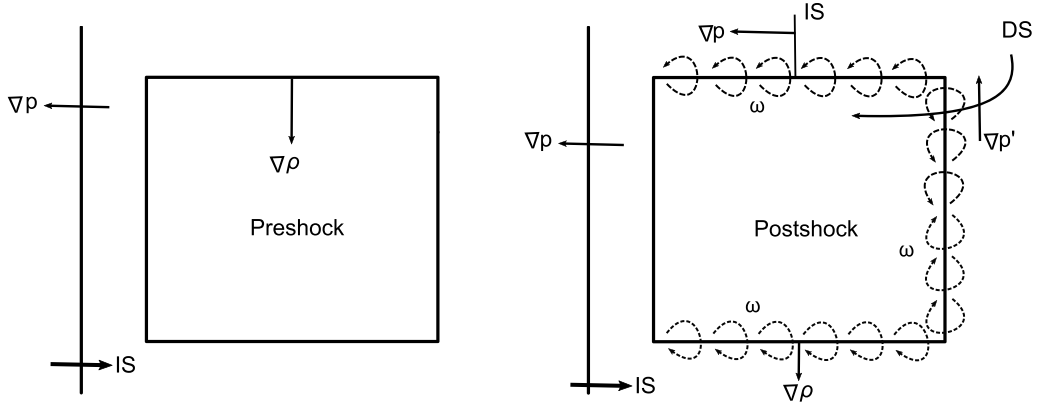 ∇p
∇ρ
Preshock
IS
∇p
IS
DS
ω
∇p'
∇p
Postshock
ω
ω
IS
∇ρ